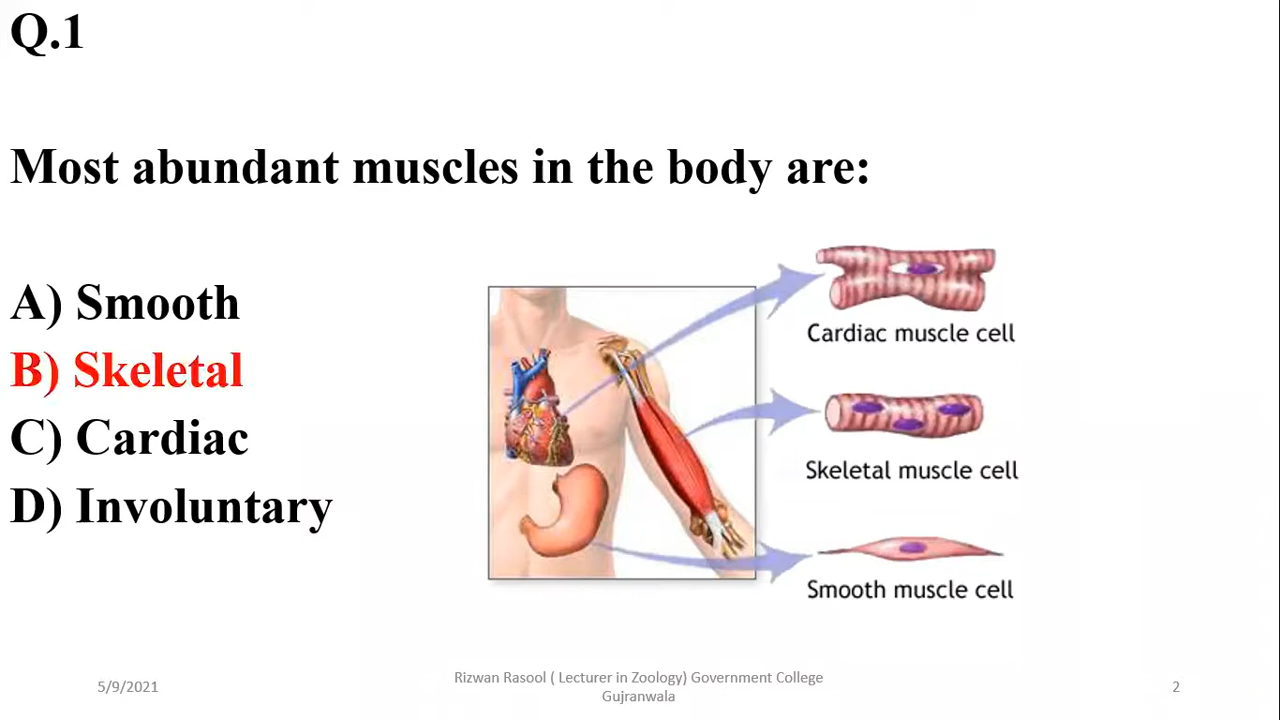 Q.1
Most abundant muscles in the body are:
A) Smooth
B) Skeletal
C) Cardiac
D) Involuntary
Cardiac muscle cell
Skeletal muscle cell
Smooth muscle cell
5/9/2021
Rizwan Rasool ( Lecturer in Zoology) Government College
Gujranwala
2